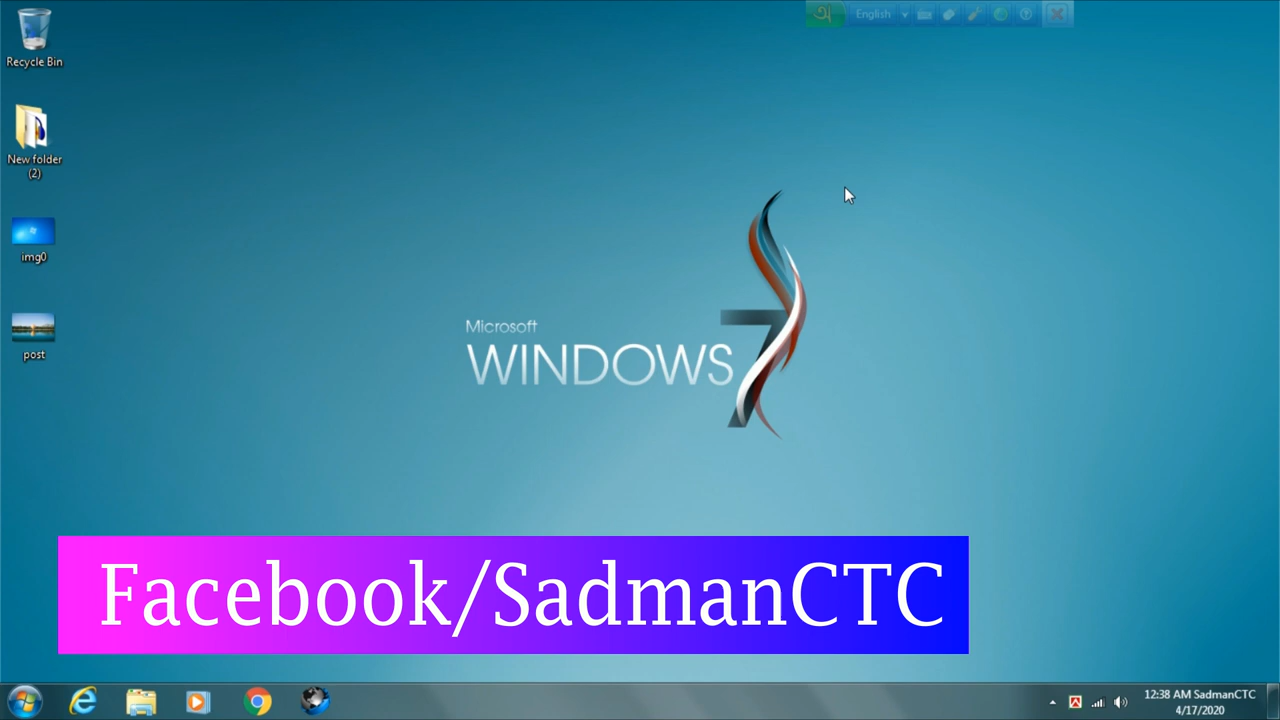 অ English
Recycle Bin
New folder
(2)
img0
post
Microsoft
WINDOWS 7
Facebook/SadmanCTC
12:38 AM SadmanCTC
4/17/2020